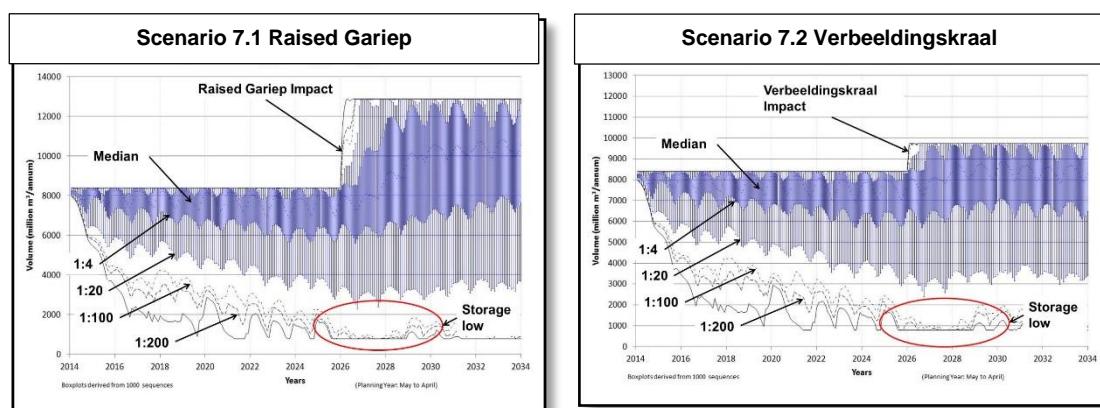 Scenario 7.1 Raised Gariep
14000
12000
10000
8000
6000
4000
2000
0
Volume (million m³/annum)
Raised Gariep Impact
Median
1:4
1:20
1:100
1:200
Storage
low
2014 2016 2018 2020 2022 2024 2026 2028 2030 2032 2034
Years
Boxplots derived from 1000 sequences
(Planning Year: May to April)
Scenario 7.2 Verbeeldingskraal
13000
12000
11000
10000
9000
8000
7000
6000
5000
4000
3000
2000
1000
0
Volume (million m³/annum)
Verbeeldingskraal
Impact
Median
1:4
1:20
1:100
1:200
Storage
low
2014 2016 2018 2020 2022 2024 2026 2028 2030 2032 2034
Years
Boxplots derived from 1000 sequences
(Planning Year: May to April)